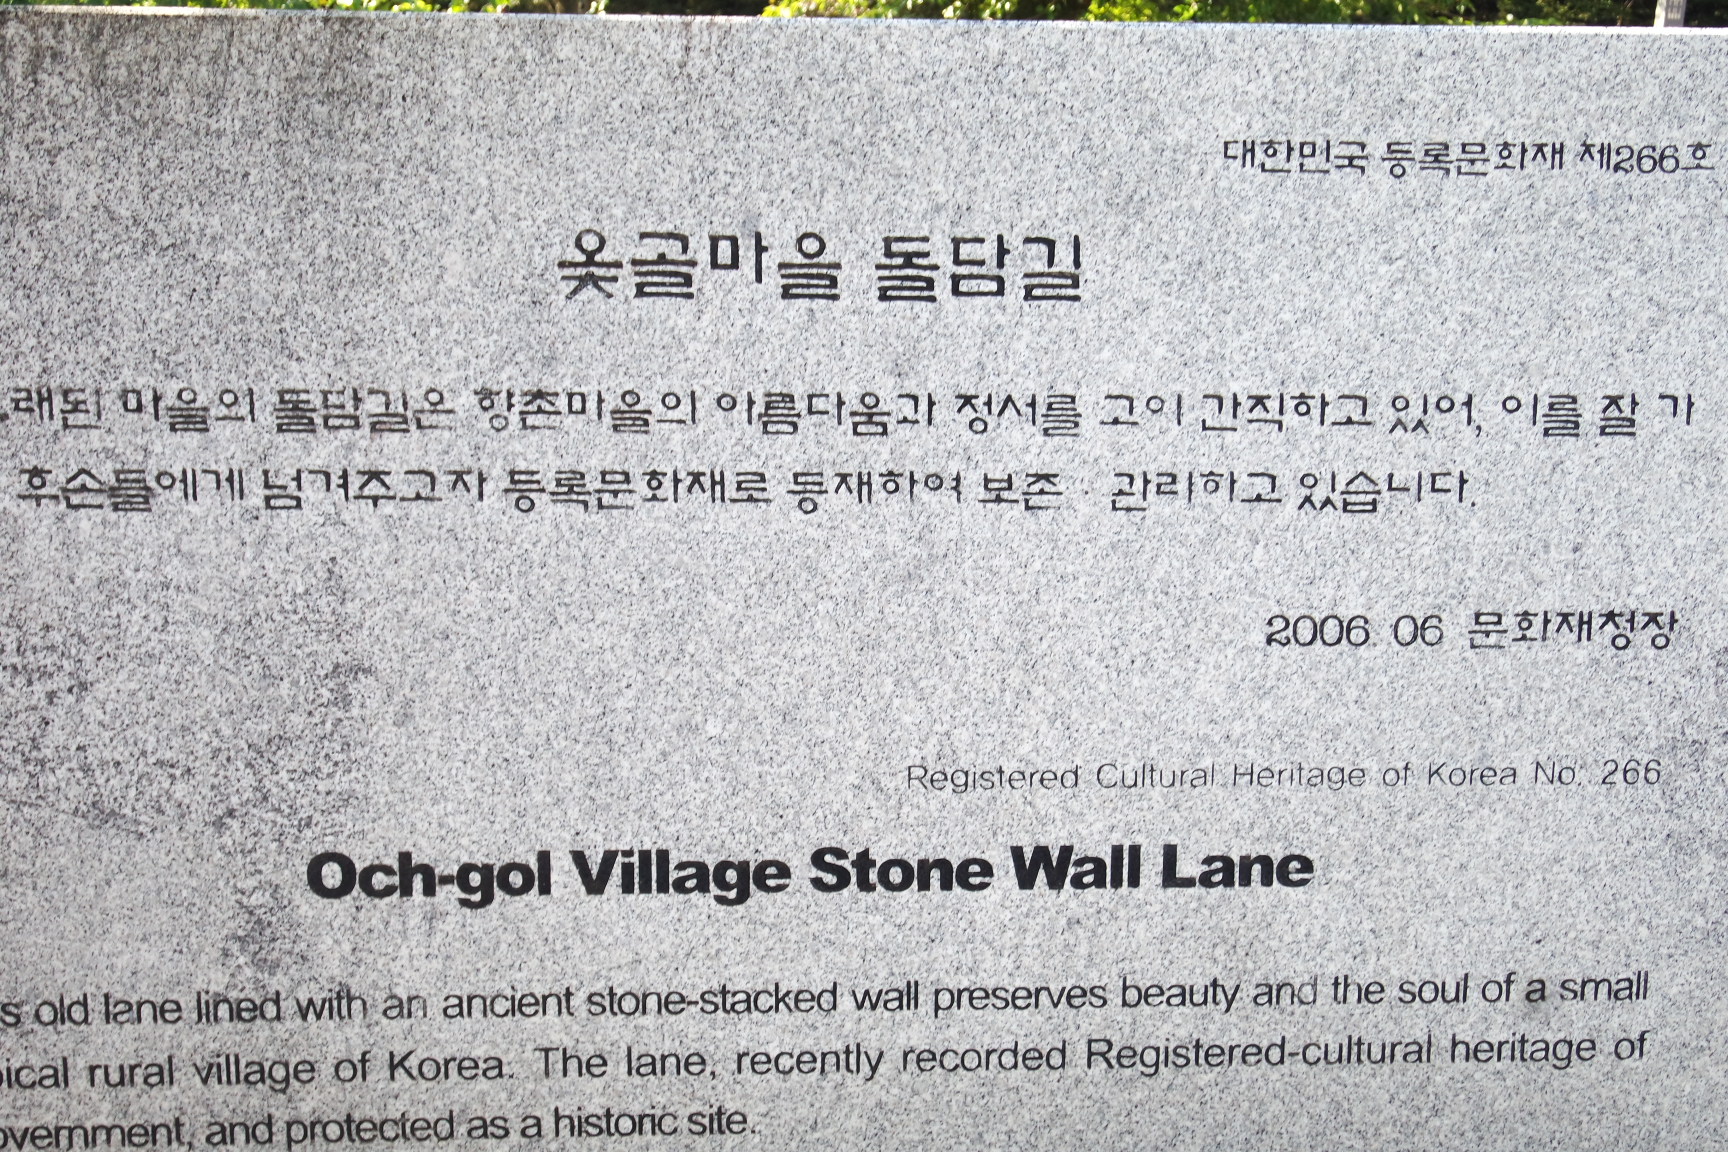 대한민국 등록문화재 제266호
옻골마을 돌담길
래된 마을의 돌담길은 향촌마을의 아름다움과 정서를 고이 간직하고 있어, 이를 잘 가
후손들에게 넘겨주고자 등록문화재로 등재하여 보존 · 관리하고 있습니다.
2006. 06 문화재청장
Registered Cultural Heritage of Korea No. 266
Och-gol Village Stone Wall Lane
s old lane lined with an ancient stone-stacked wall preserves beauty and the soul of a small
ical rural village of Korea. The lane, recently recorded Registered-cultural heritage of
overnment, and protected as a historic site.